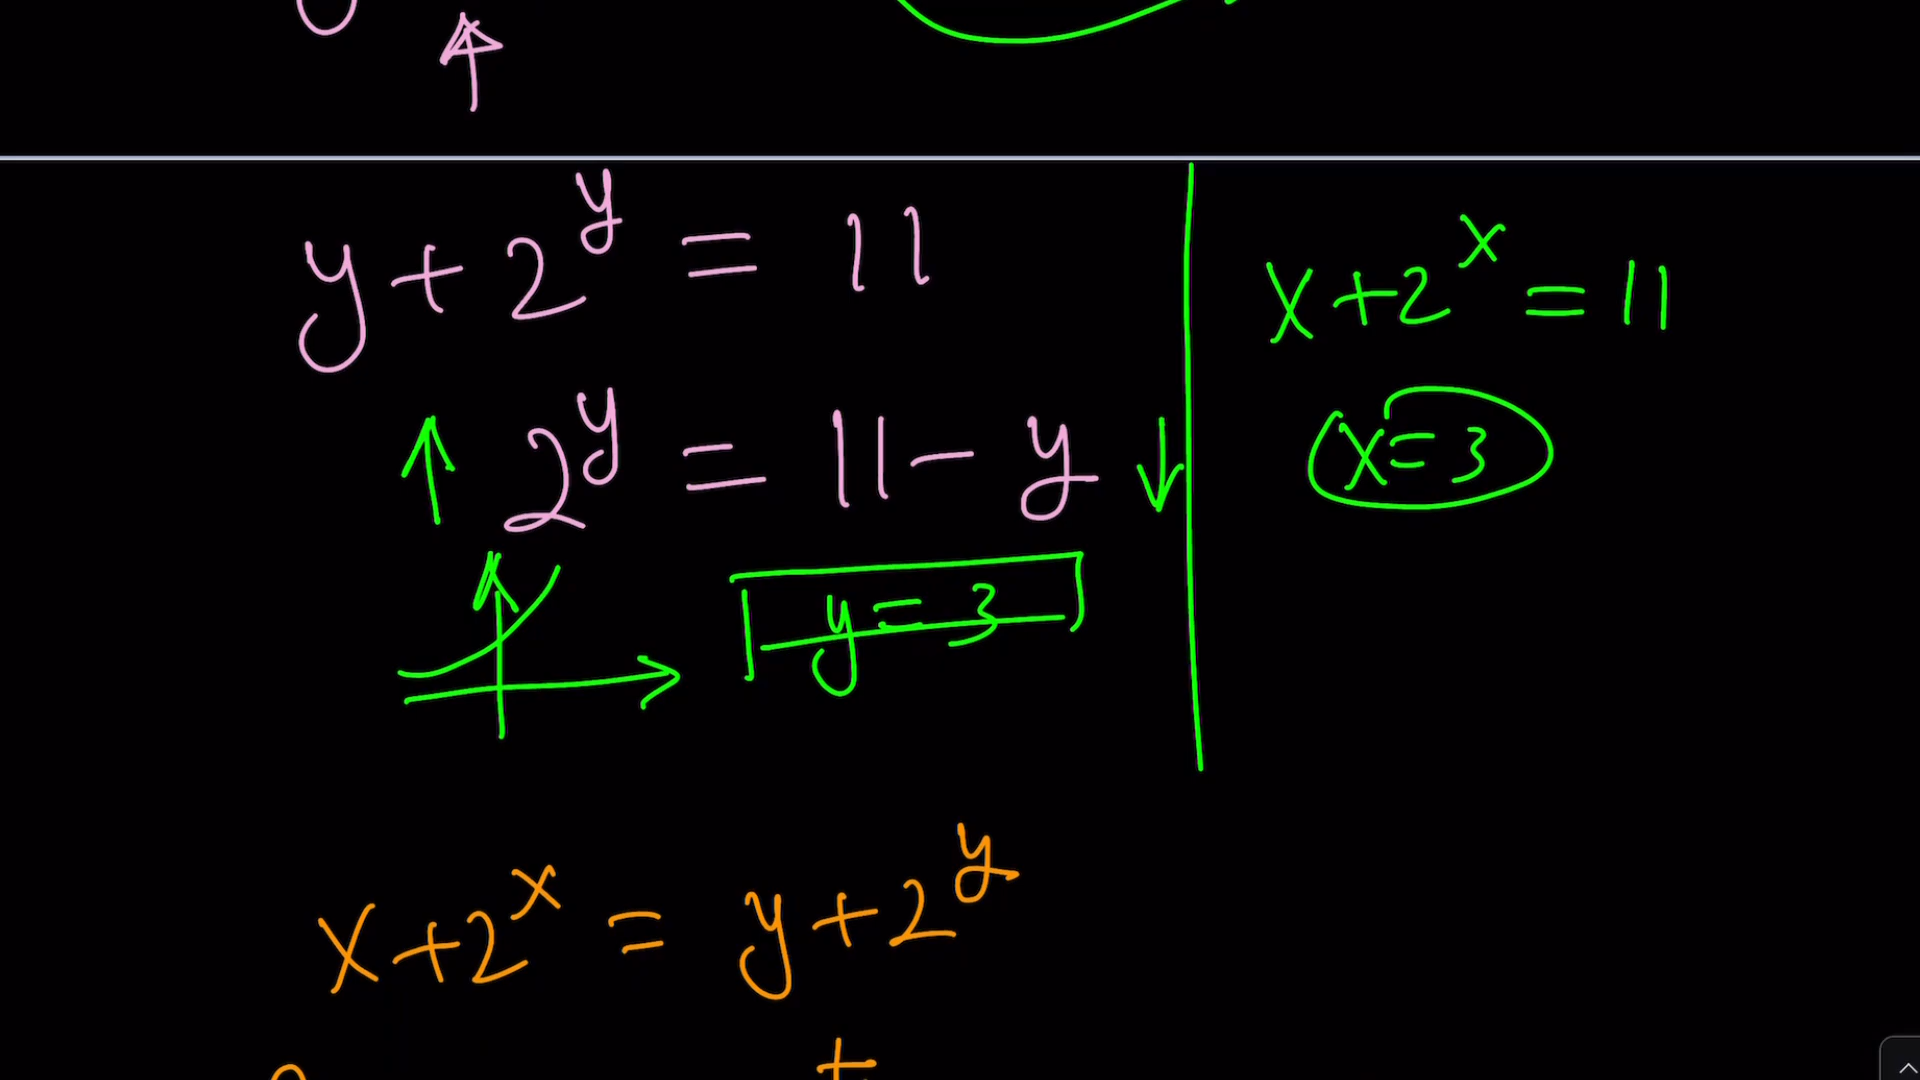 y + 2^y = 11
2^y = 11 - y
y = 3
x + 2^x = 11
x = 3
x + 2^x = y + 2^y